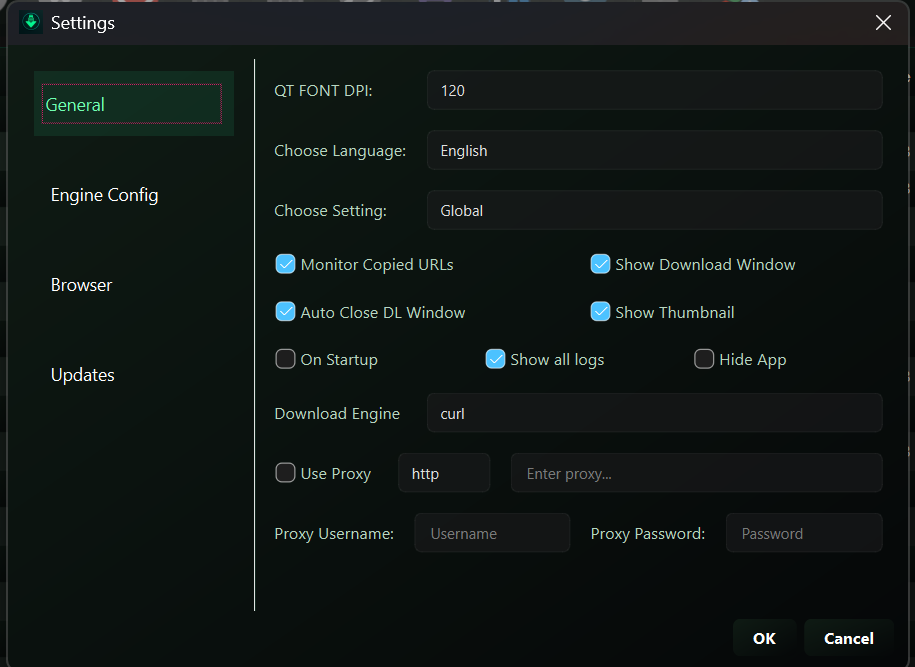 Settings
General
Engine Config
Browser
Updates
QT FONT DPI: 120
Choose Language: English
Choose Setting: Global
Monitor Copied URLs Show Download Window
Auto Close DL Window Show Thumbnail
On Startup Show all logs Hide App
Download Engine curl
Use Proxy http Enter proxy...
Proxy Username: Username Proxy Password: Password
OK Cancel